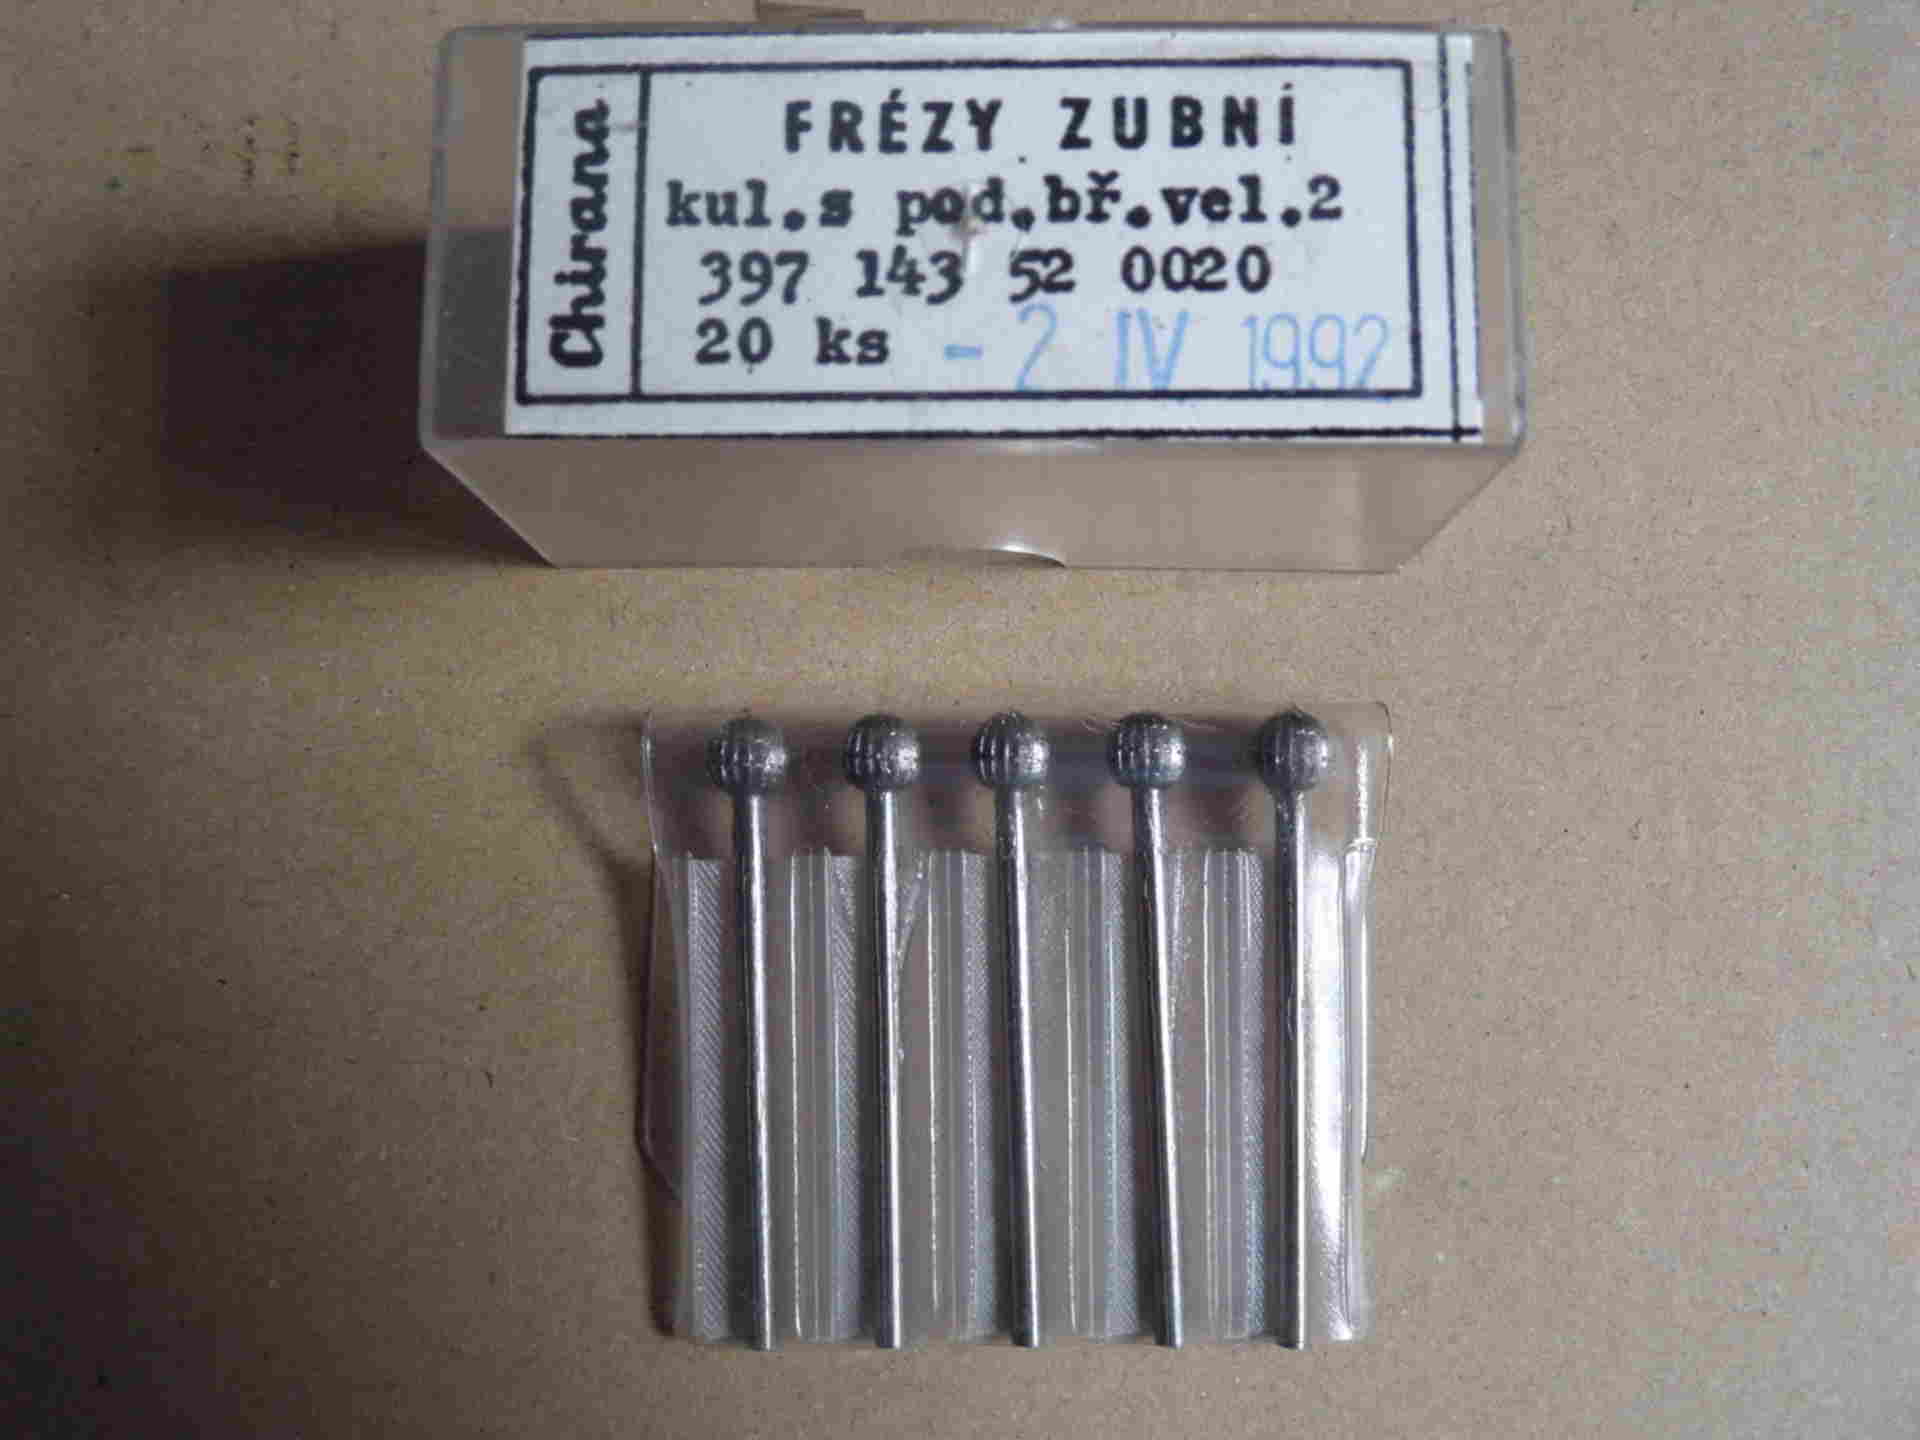 Chirana
FRÉZY ZUBNÍ
kul.s pod.bř.vel.2
397 143 52 0020
20 ks - 2 IV 1992